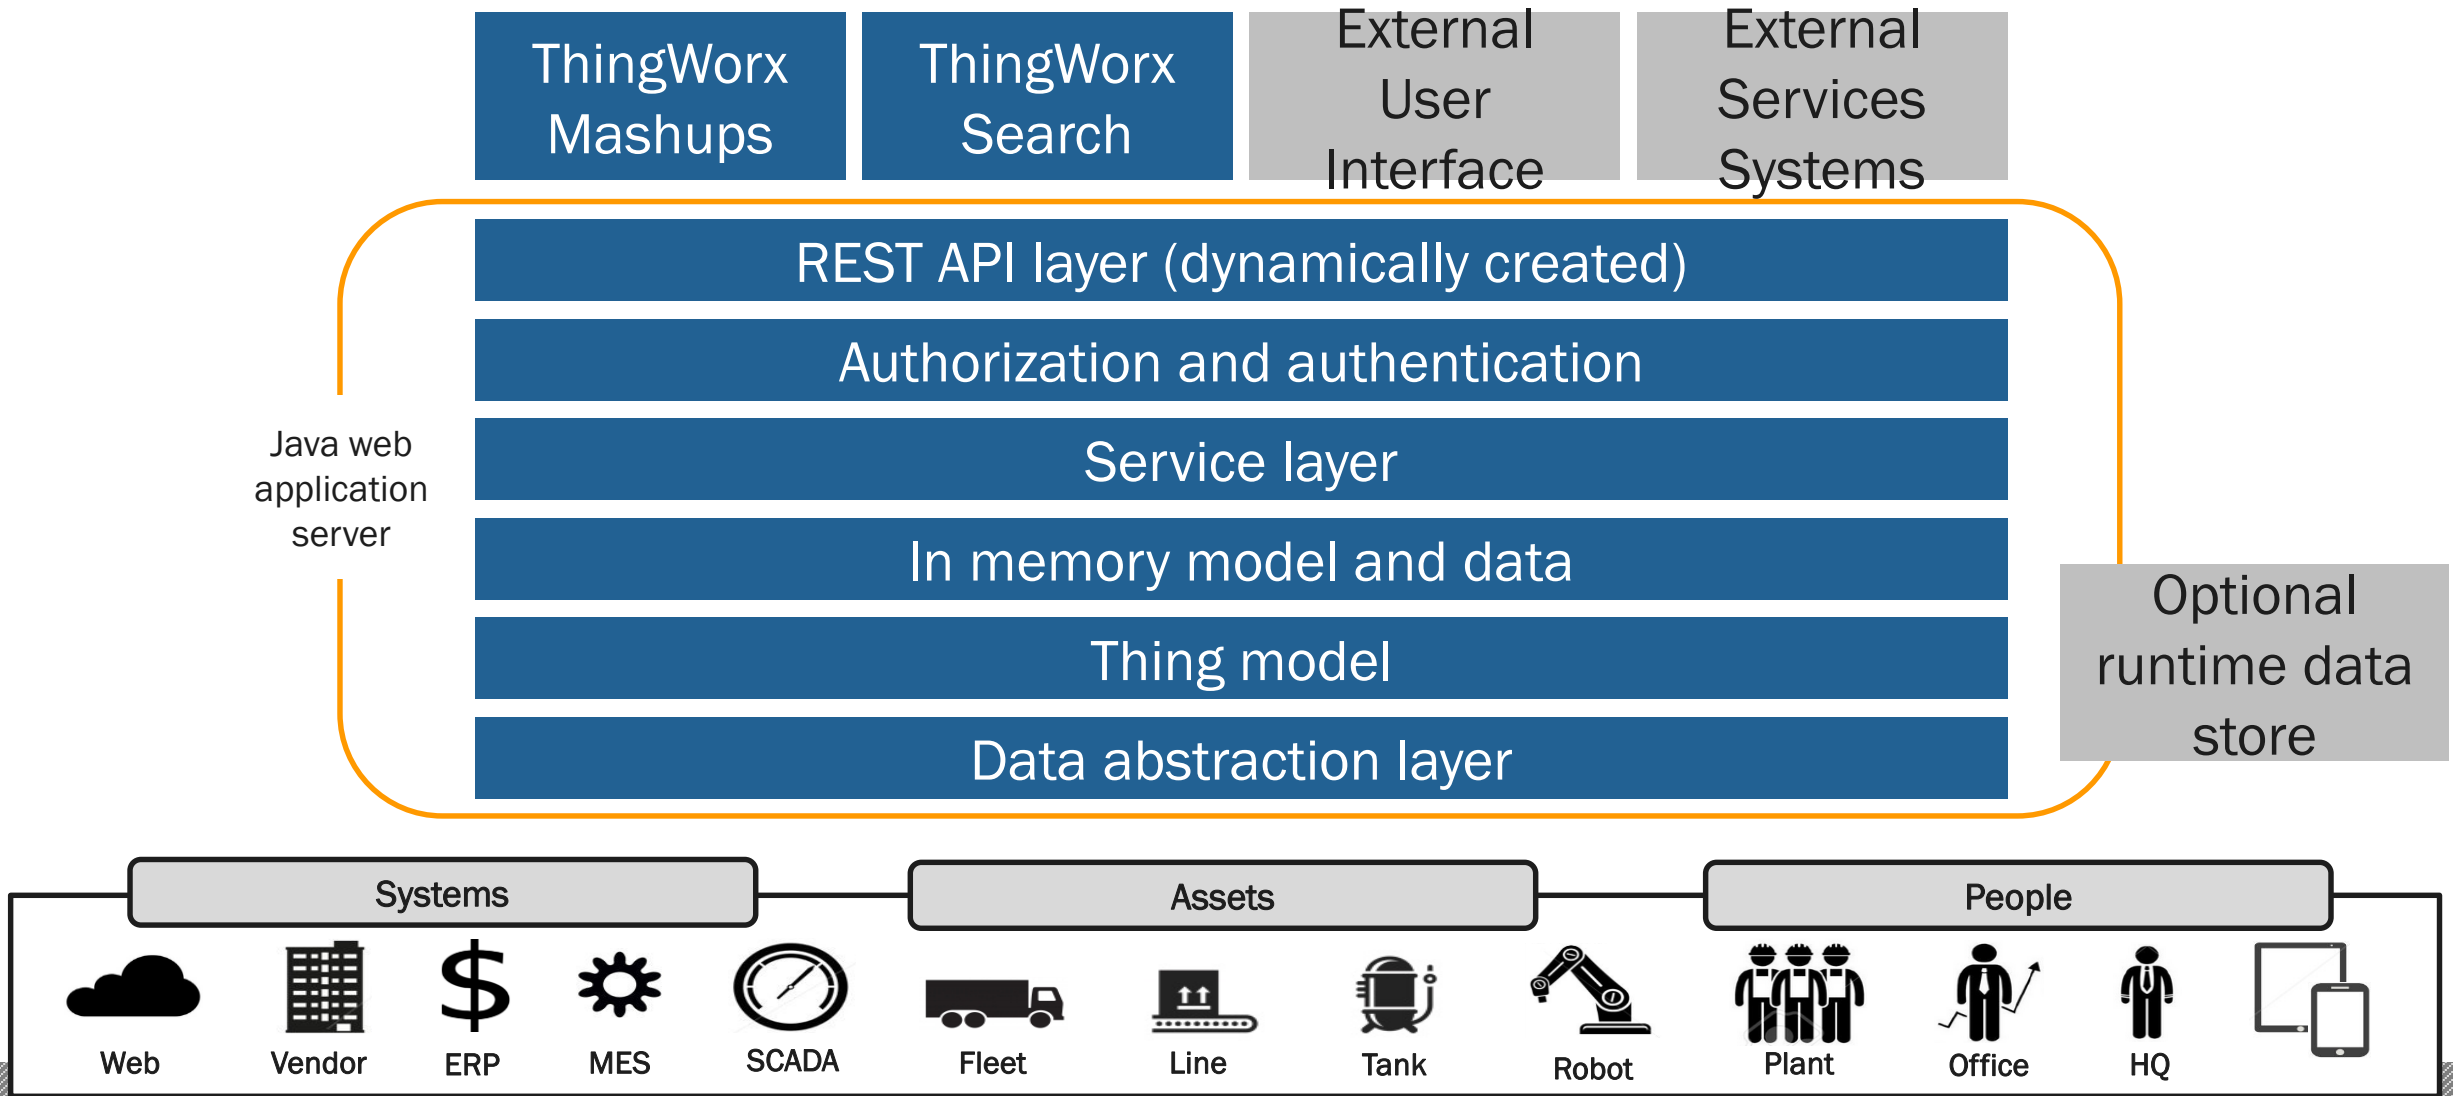 ThingWorx
Mashups
ThingWorx
Search
External
User
Interface
External
Services
Systems
REST API layer (dynamically created)
Authorization and authentication
Service layer
In memory model and data
Thing model
Data abstraction layer
Java web
application
server
Optional
runtime data
store
Systems
Assets
People
Web
Vendor
ERP
MES
SCADA
Fleet
Line
Tank
Robot
Plant
Office
HQ